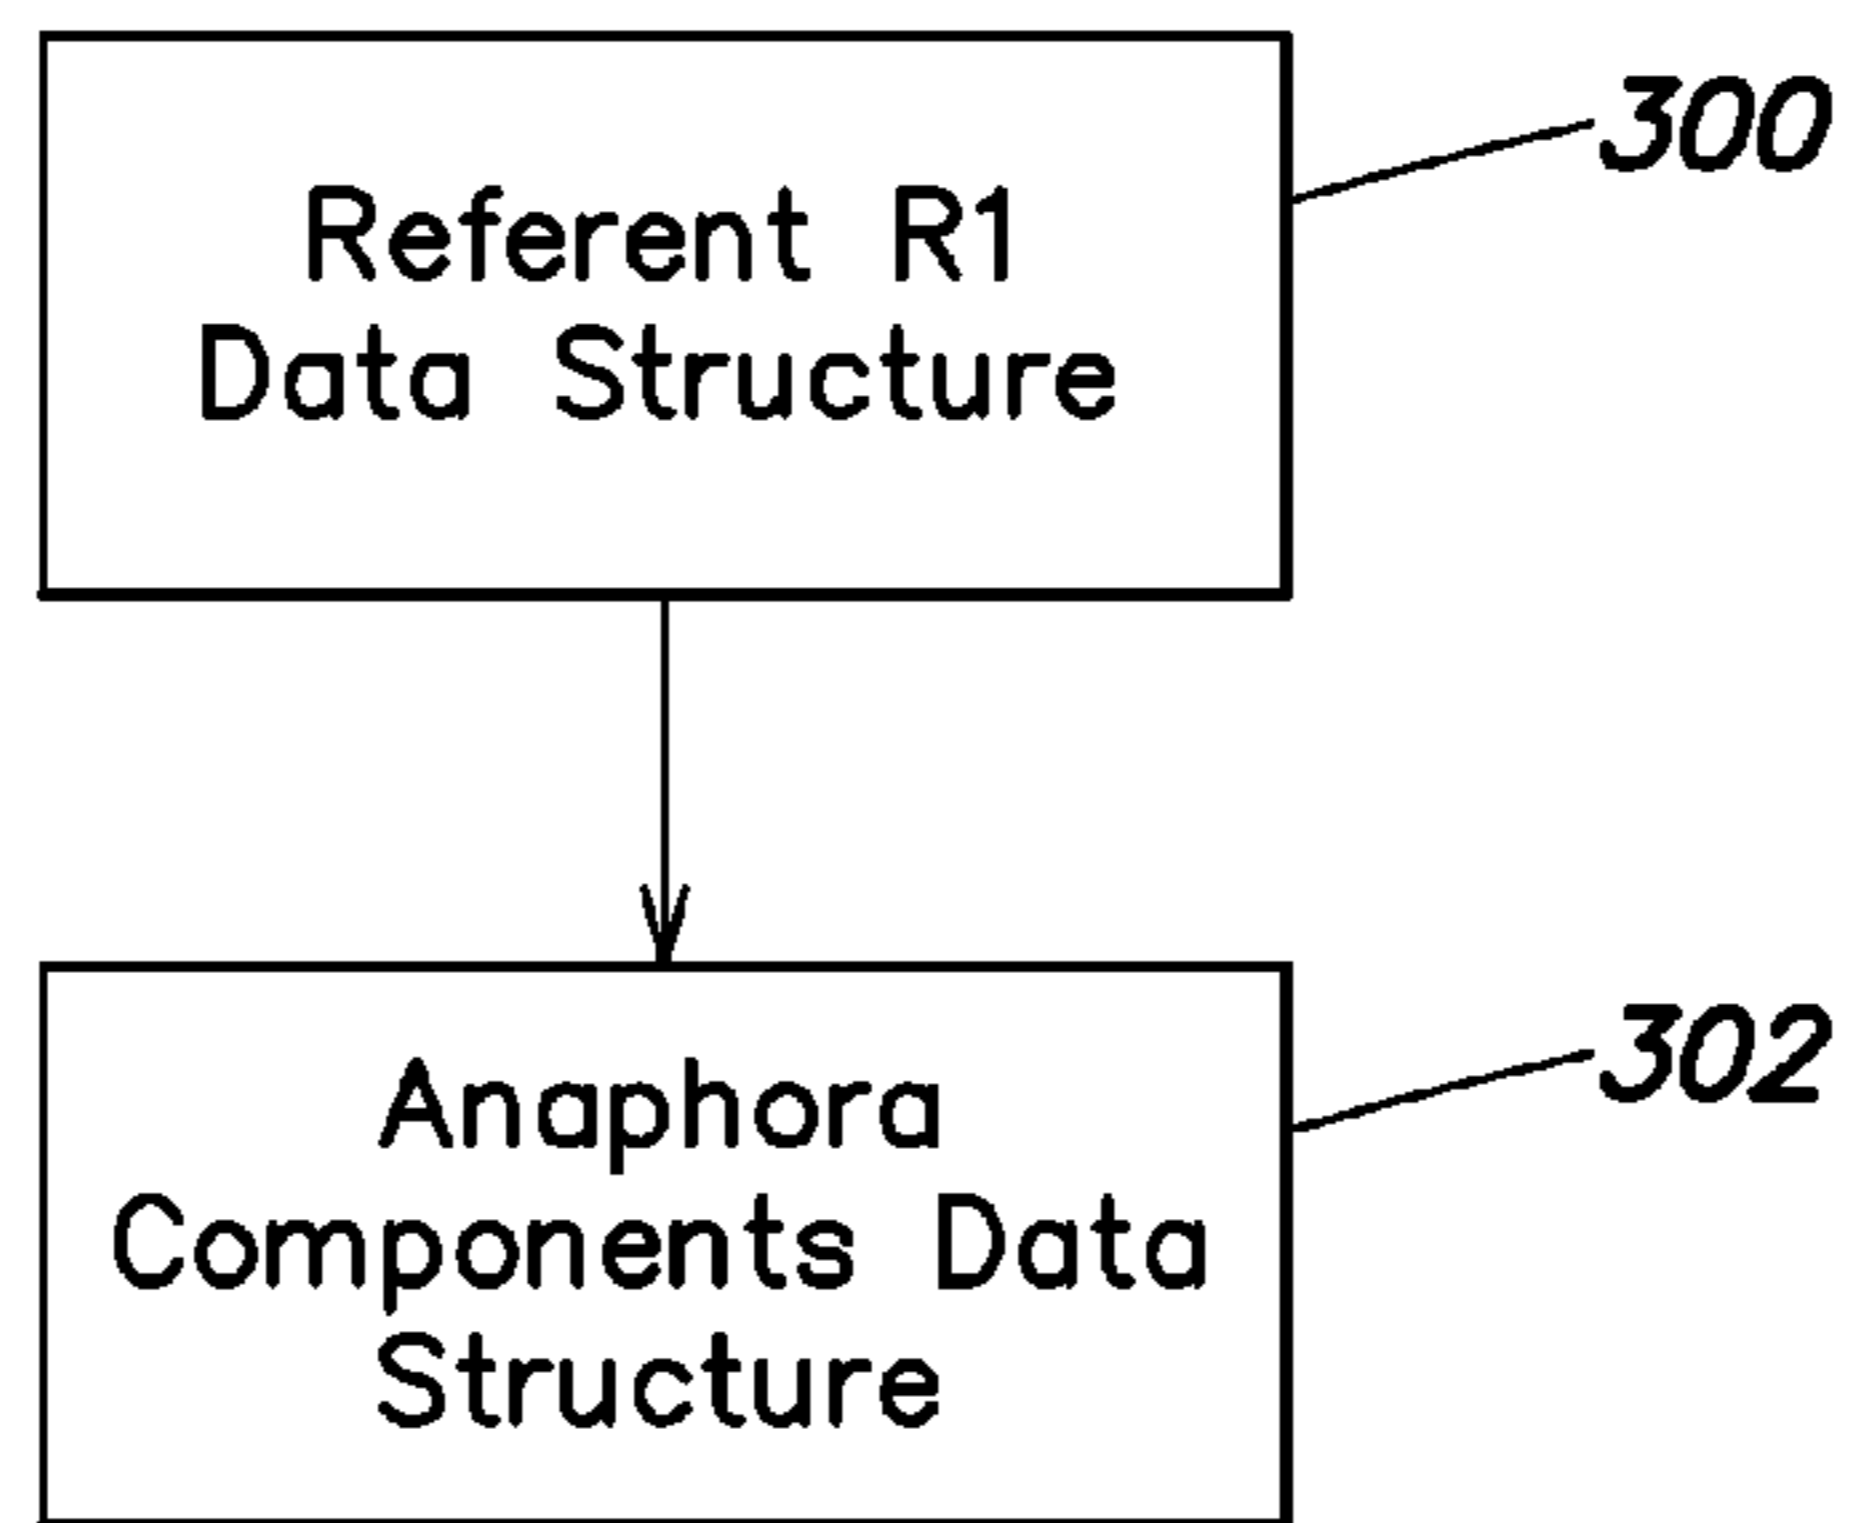 Referent R1
Data Structure
300
Anaphora
Components Data
Structure
302